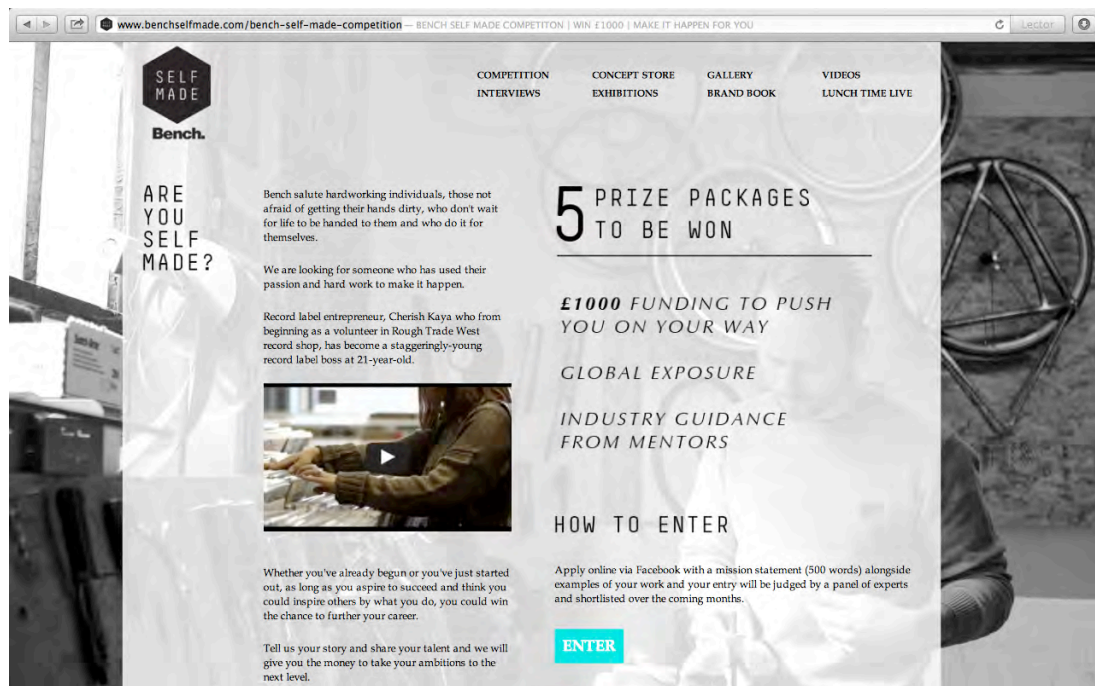 www.benchselfmade.com/bench-self-made-competition — BENCH SELF MADE COMPETITON | WIN £1000 | MAKE IT HAPPEN FOR YOU
Lector
SELF
MADE
Bench.
COMPETITION CONCEPT STORE GALLERY VIDEOS
INTERVIEWS EXHIBITIONS BRAND BOOK LUNCH TIME LIVE
ARE
YOU
SELF
MADE?
Bench salute hardworking individuals, those not
afraid of getting their hands dirty, who don't wait
for life to be handed to them and who do it for
themselves.
We are looking for someone who has used their
passion and hard work to make it happen.
Record label entrepreneur, Cherish Kaya who from
beginning as a volunteer in Rough Trade West
record shop, has become a staggeringly-young
record label boss at 21-year-old.
Whether you've already begun or you've just started
out, as long as you aspire to succeed and think you
could inspire others by what you do, you could win
the chance to further your career.
Tell us your story and share your talent and we will
give you the money to take your ambitions to the
next level.
5 PRIZE PACKAGES
TO BE WON
£1000 FUNDING TO PUSH
YOU ON YOUR WAY
GLOBAL EXPOSURE
INDUSTRY GUIDANCE
FROM MENTORS
HOW TO ENTER
Apply online via Facebook with a mission statement (500 words) alongside
examples of your work and your entry will be judged by a panel of experts
and shortlisted over the coming months.
ENTER